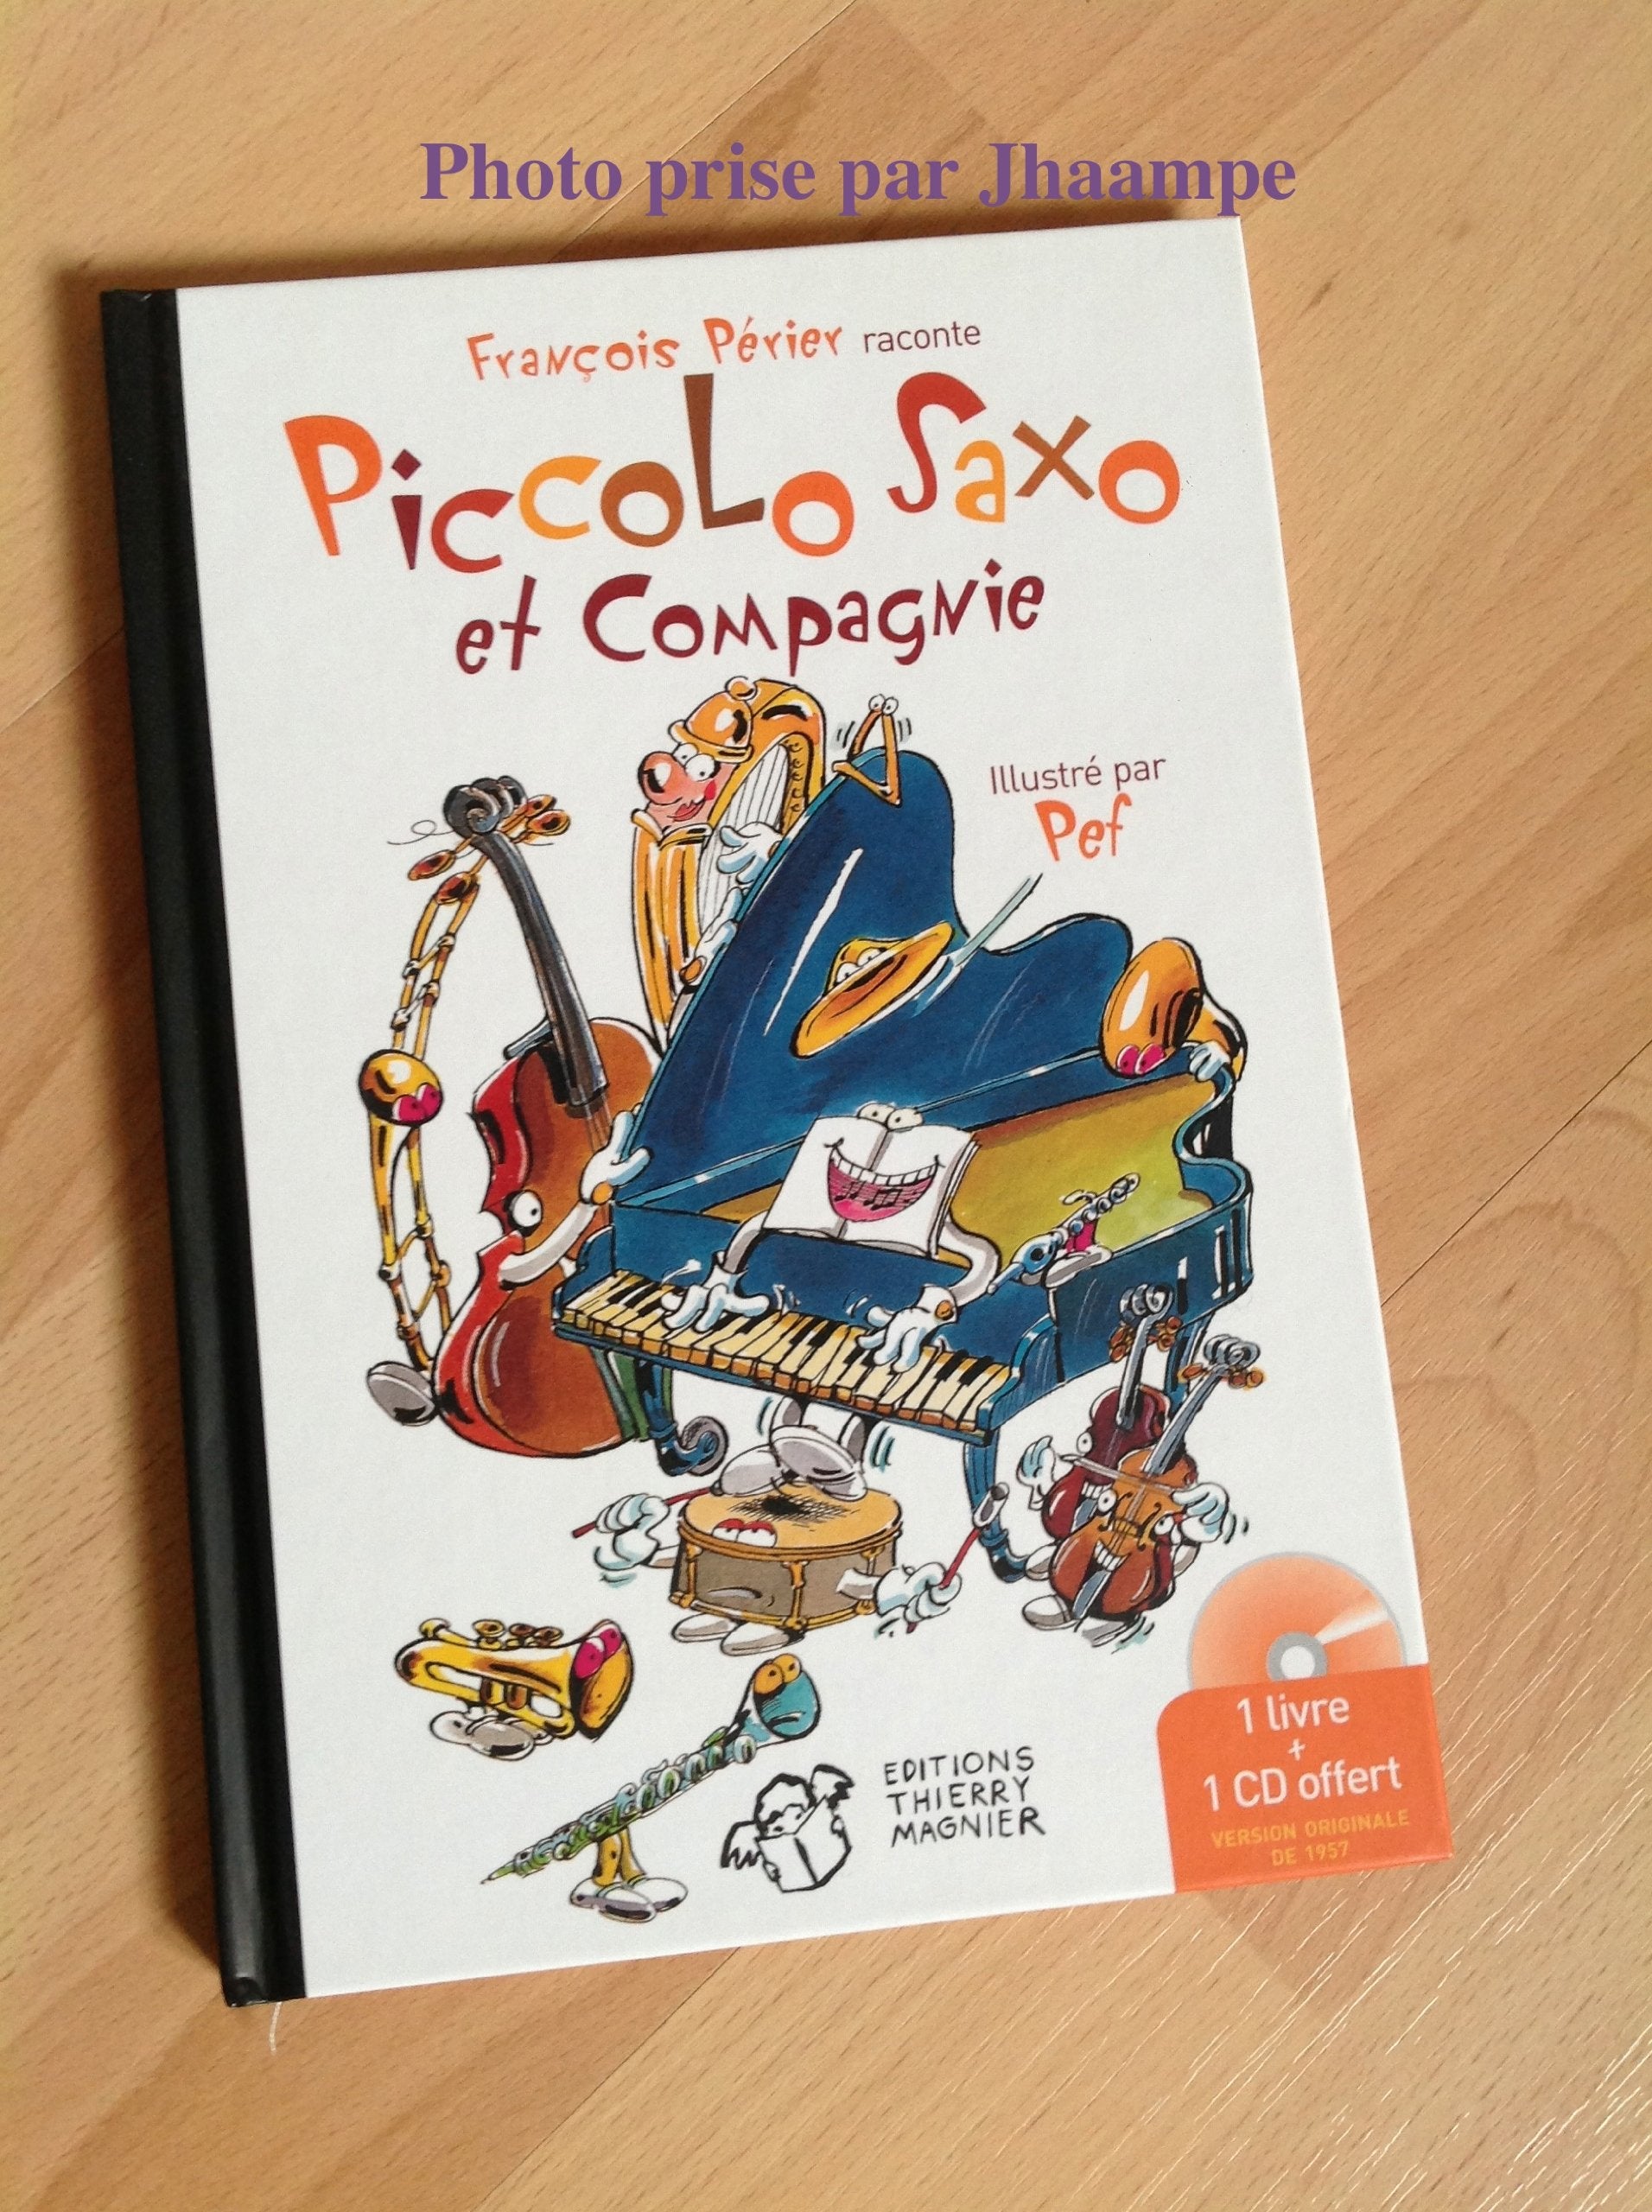 Photo prise par Jhaampe
François Périer raconte
Piccolo Saxo
et Compagnie
Illustré par
Pef
EDITIONS
THIERRY
MAGNIER
1 livre
+
1 CD offert
VERSION ORIGINALE
DE 1957